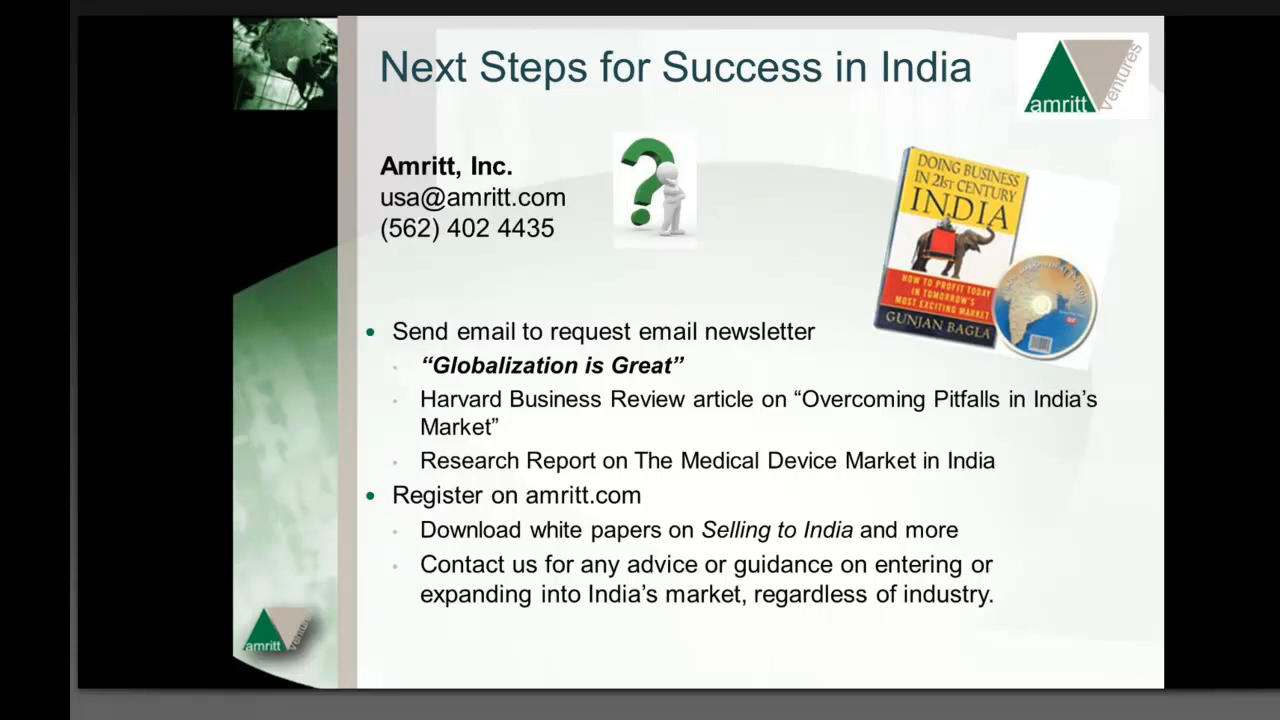 Next Steps for Success in India
amritt
ventures
Amritt, Inc.
usa@amritt.com
(562) 402 4435
DOING BUSINESS
IN 21ST CENTURY
INDIA
HOW TO PROFIT TODAY
IN TOMORROW'S
MOST EXCITING MARKET
GUNJAN BAGLA
• Send email to request email newsletter
“Globalization is Great”
Harvard Business Review article on “Overcoming Pitfalls in India’s
Market”
Research Report on The Medical Device Market in India
• Register on amritt.com
Download white papers on Selling to India and more
Contact us for any advice or guidance on entering or
expanding into India’s market, regardless of industry.
amritt
ventures